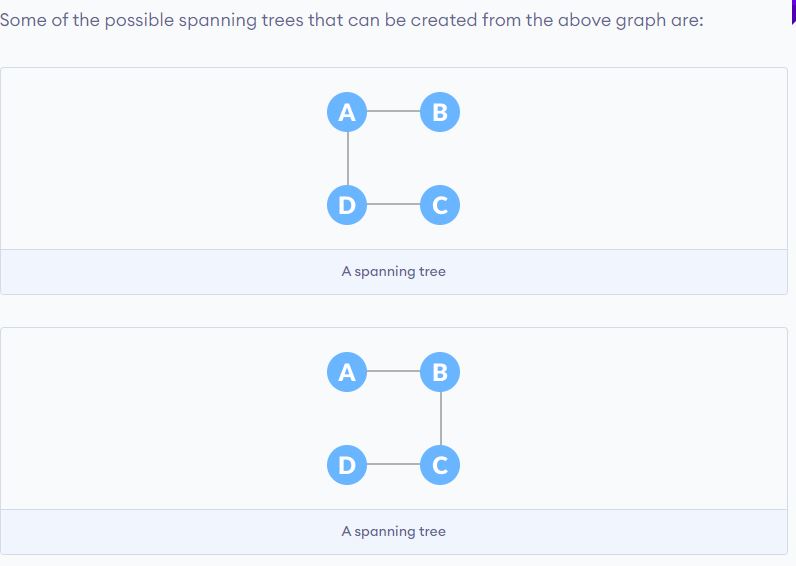 Some of the possible spanning trees that can be created from the above graph are:
A B
D C
A spanning tree
A B
D C
A spanning tree